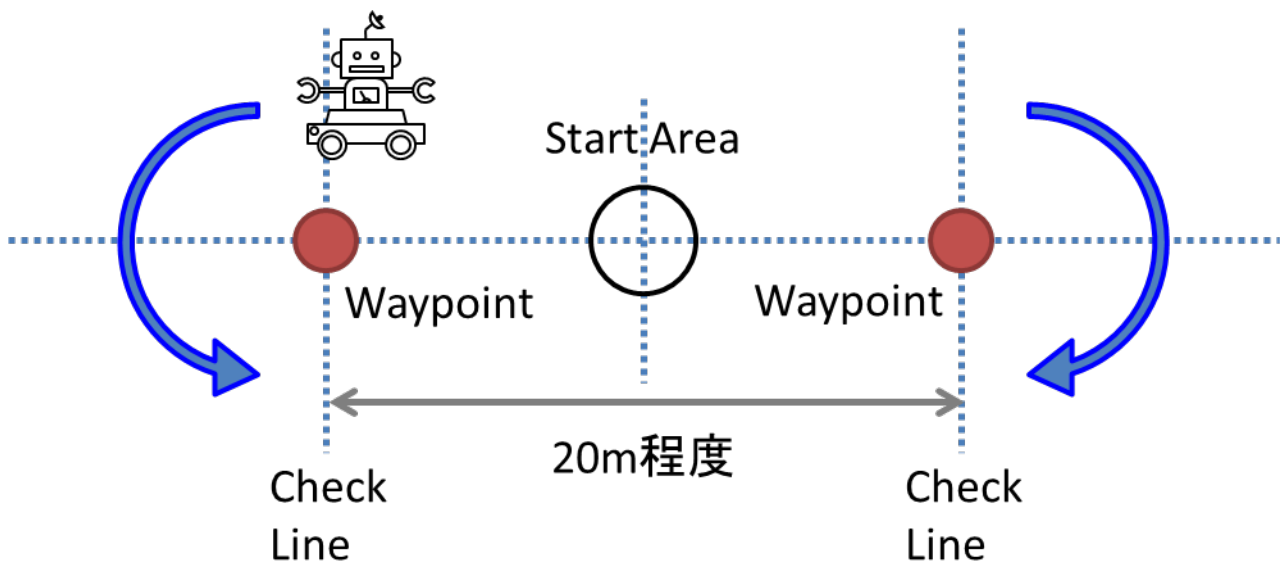 Start Area
Waypoint
Waypoint
20m程度
Check
Line
Check
Line